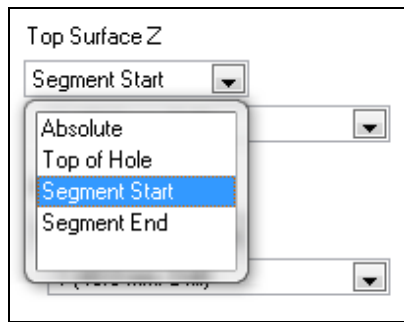 Top Surface Z
Segment Start
Absolute
Top of Hole
Segment Start
Segment End